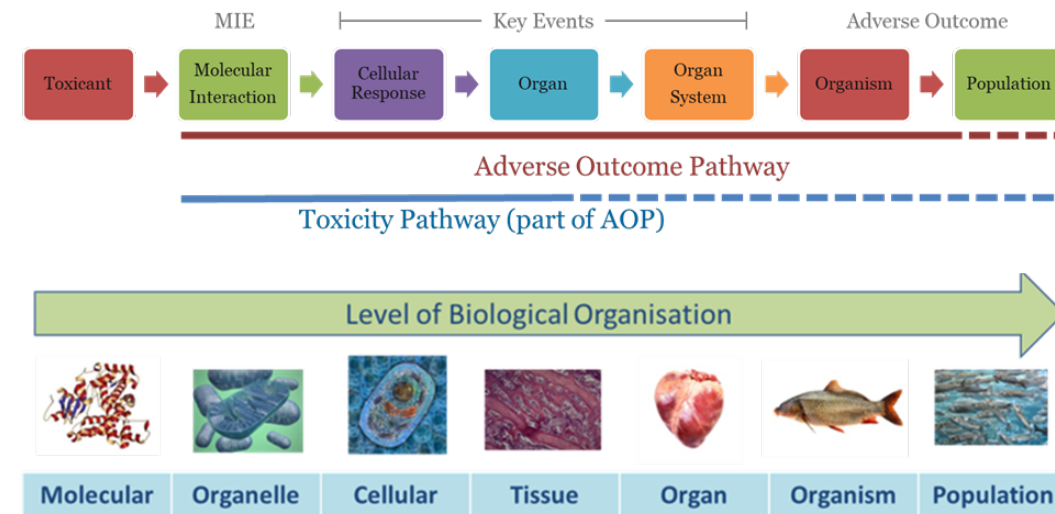 MIE
Key Events
Adverse Outcome
Toxicant
Molecular
Interaction
Cellular
Response
Organ
Organ
System
Organism
Population
Adverse Outcome Pathway
Toxicity Pathway (part of AOP)
Level of Biological Organisation
Molecular
Organelle
Cellular
Tissue
Organ
Organism
Population